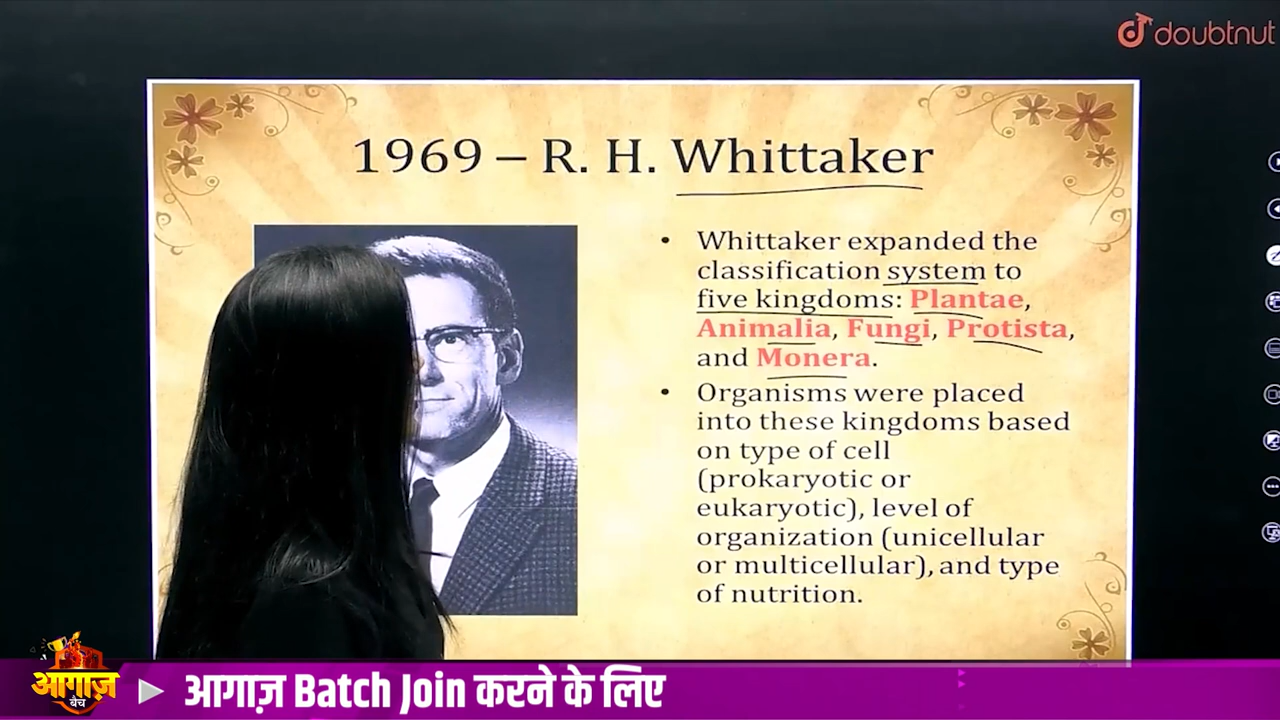 doubtnut
1969 – R. H. Whittaker
• Whittaker expanded the
classification system to
five kingdoms: Plantae,
Animalia, Fungi, Protista,
and Monera.
• Organisms were placed
into these kingdoms based
on type of cell
(prokaryotic or
eukaryotic), level of
organization (unicellular
or multicellular), and type
of nutrition.
आगाज़
बैच
आगाज़ Batch Join करने के लिए